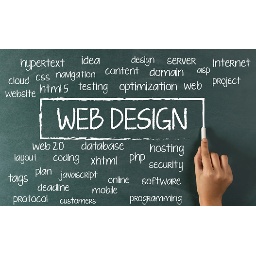 hypertext idea design server internet
cloud css navigation content domain asp
website html5 testing optimization web project
WEB DESIGN
web 2.0 database hosting
layout coding xhtml php security
tags plan javascript online software
deadline mobile
protocol customers programming